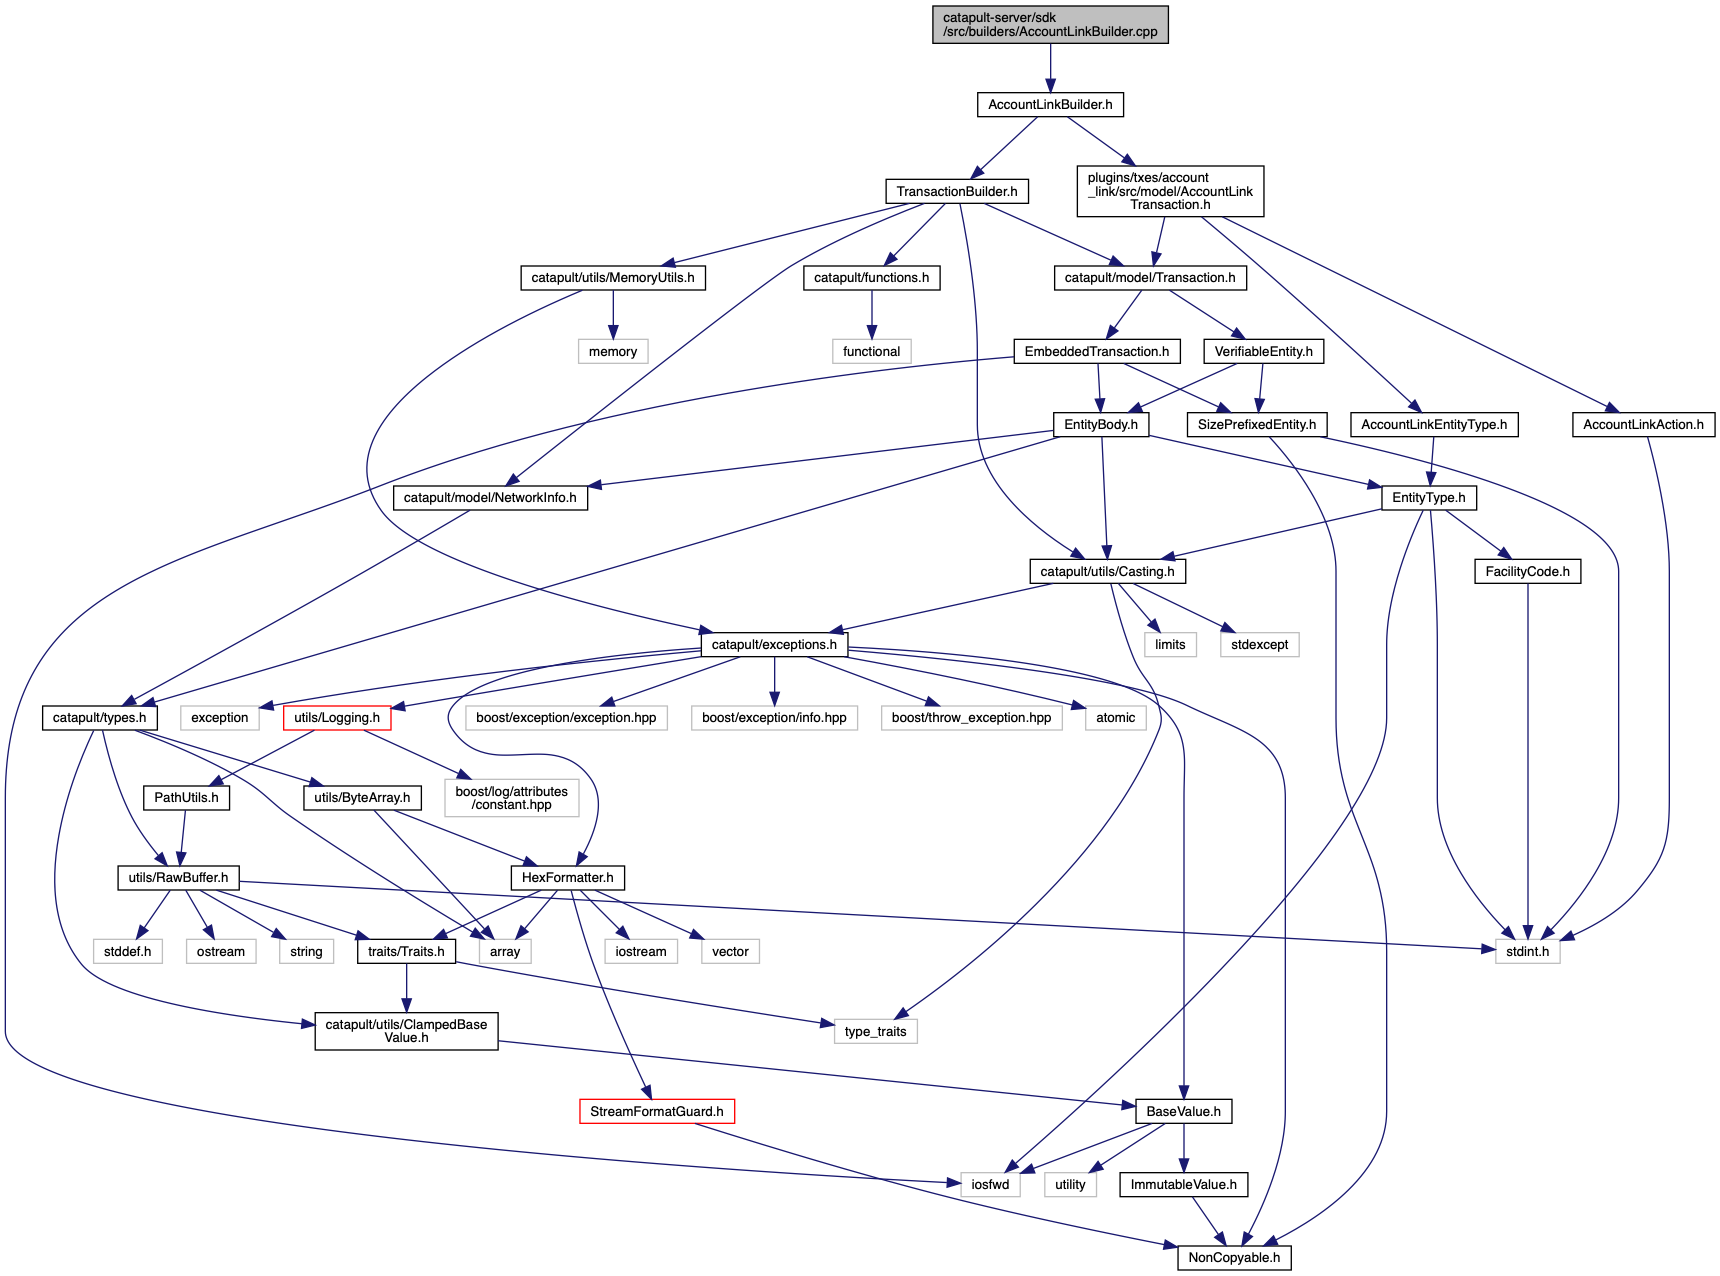 catapult-server/sdk
/src/builders/AccountLinkBuilder.cpp
AccountLinkBuilder.h
plugins/txes/account
_link/src/model/AccountLink
Transaction.h
TransactionBuilder.h
catapult/utils/MemoryUtils.h
catapult/functions.h
catapult/model/Transaction.h
memory
functional
EmbeddedTransaction.h
VerifiableEntity.h
EntityBody.h
SizePrefixedEntity.h
AccountLinkEntityType.h
AccountLinkAction.h
catapult/model/NetworkInfo.h
EntityType.h
catapult/utils/Casting.h
FacilityCode.h
catapult/exceptions.h
limits
stdexcept
catapult/types.h
exception
utils/Logging.h
boost/exception/exception.hpp
boost/exception/info.hpp
boost/throw_exception.hpp
atomic
PathUtils.h
utils/ByteArray.h
boost/log/attributes
/constant.hpp
utils/RawBuffer.h
HexFormatter.h
stddef.h
ostream
string
traits/Traits.h
array
iostream
vector
stdint.h
catapult/utils/ClampedBase
Value.h
type_traits
StreamFormatGuard.h
BaseValue.h
iosfwd
utility
ImmutableValue.h
NonCopyable.h